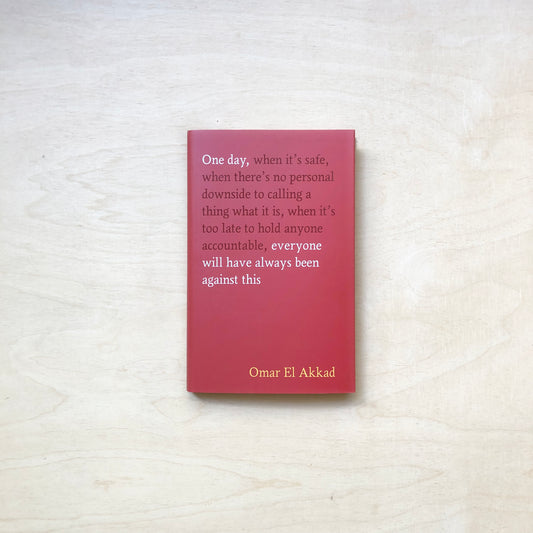 One day, when it's safe,
when there's no personal
downside to calling a
thing what it is, when it's
too late to hold anyone
accountable, everyone
will have always been
against this
Omar El Akkad